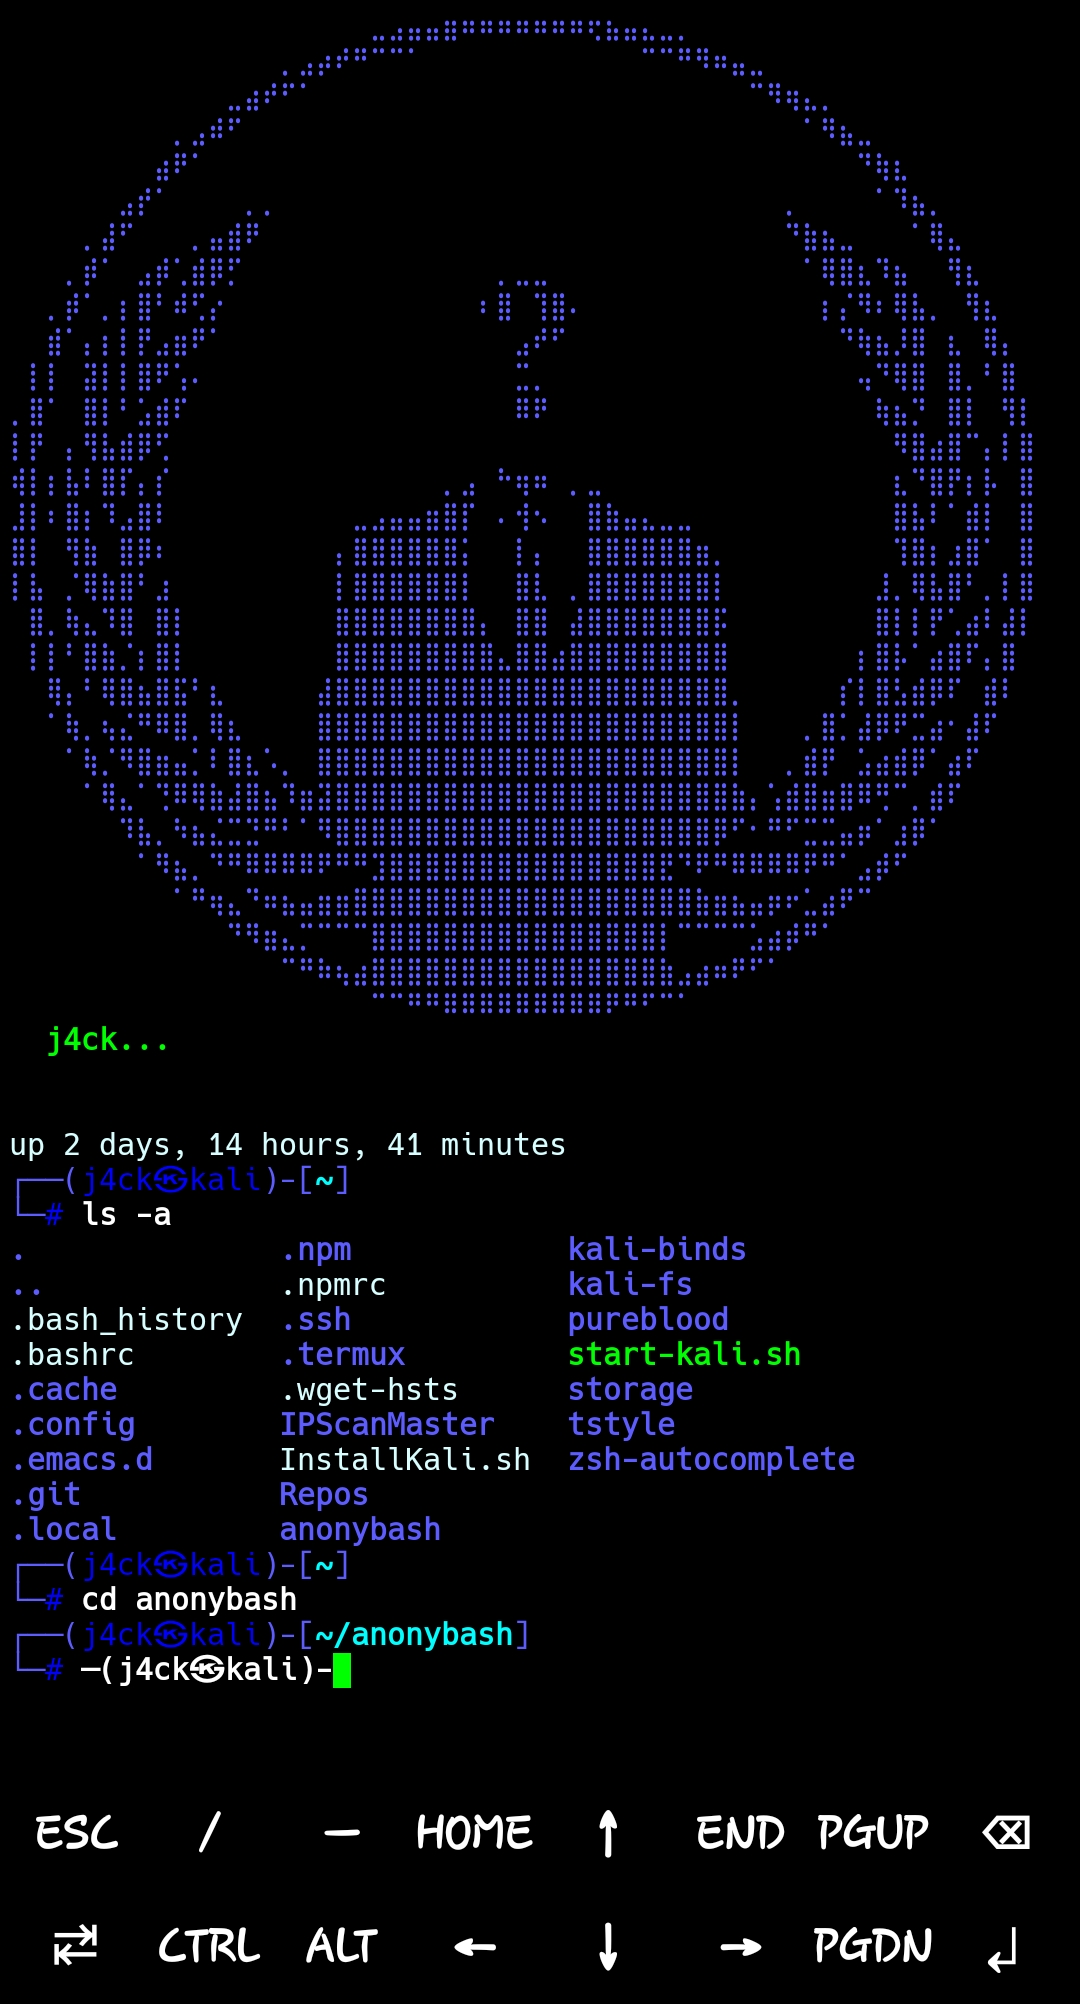 j4ck...
up 2 days, 14 hours, 41 minutes
┌──(j4ck㉿kali)-[~]
└─# ls -a
. .npm kali-binds
.. .npmrc kali-fs
.bash_history .ssh pureblood
.bashrc .termux start-kali.sh
.cache .wget-hsts storage
.config IPScanMaster tstyle
.emacs.d InstallKali.sh zsh-autocomplete
.git Repos
.local anonybash
┌──(j4ck㉿kali)-[~]
└─# cd anonybash
┌──(j4ck㉿kali)-[~/anonybash]
└─# ─(j4ck㉿kali)-
ESC / — HOME ↑ END PGUP ⌫
↹ CTRL ALT ← ↓ → PGDN ↲